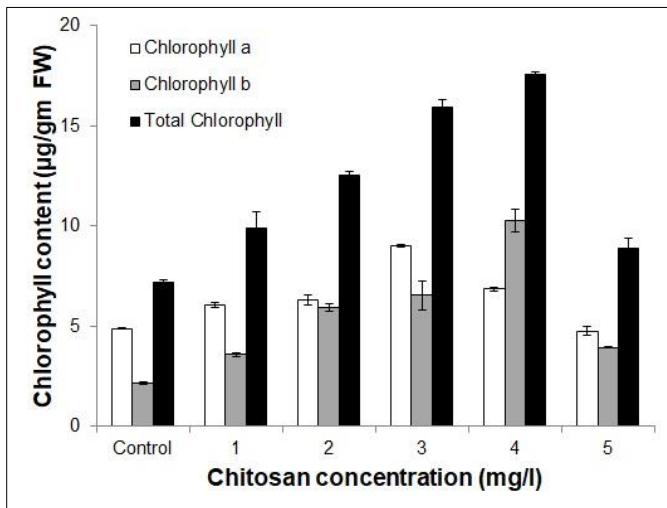 20
Chlorophyll a
Chlorophyll b
Total Chlorophyll
15
10
5
0
Chlorophyll content (µg/gm FW)
Control 1 2 3 4 5
Chitosan concentration (mg/l)